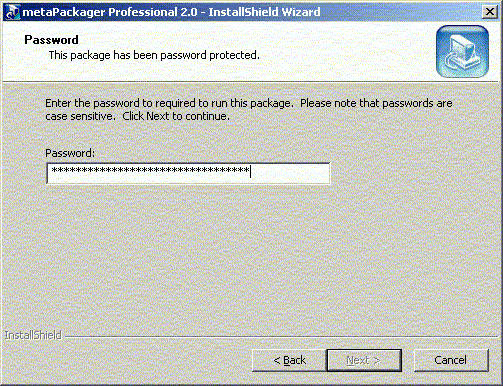 metaPackager Professional 2.0 - InstallShield Wizard
Password
This package has been password protected.
Enter the password to required to run this package. Please note that passwords are
case sensitive. Click Next to continue.
Password:
*********************************
InstallShield
< Back
Next >
Cancel